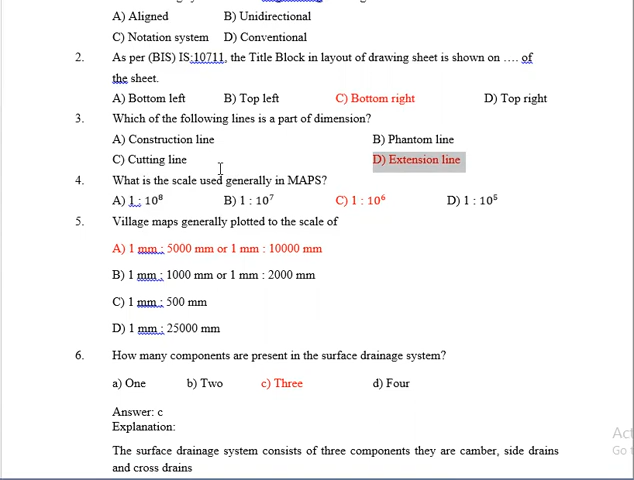 A) Aligned B) Unidirectional
C) Notation system D) Conventional
2. As per (BIS) IS:10711, the Title Block in layout of drawing sheet is shown on …. of
the sheet.
A) Bottom left B) Top left C) Bottom right D) Top right
3. Which of the following lines is a part of dimension?
A) Construction line B) Phantom line
C) Cutting line D) Extension line
4. What is the scale used generally in MAPS?
A) 1 : 10⁸ B) 1 : 10⁷ C) 1 : 10⁶ D) 1 : 10⁵
5. Village maps generally plotted to the scale of
A) 1 mm : 5000 mm or 1 mm : 10000 mm
B) 1 mm : 1000 mm or 1 mm : 2000 mm
C) 1 mm : 500 mm
D) 1 mm : 25000 mm
6. How many components are present in the surface drainage system?
a) One b) Two c) Three d) Four
Answer: c
Explanation:
The surface drainage system consists of three components they are camber, side drains
and cross drains
Act
Go t